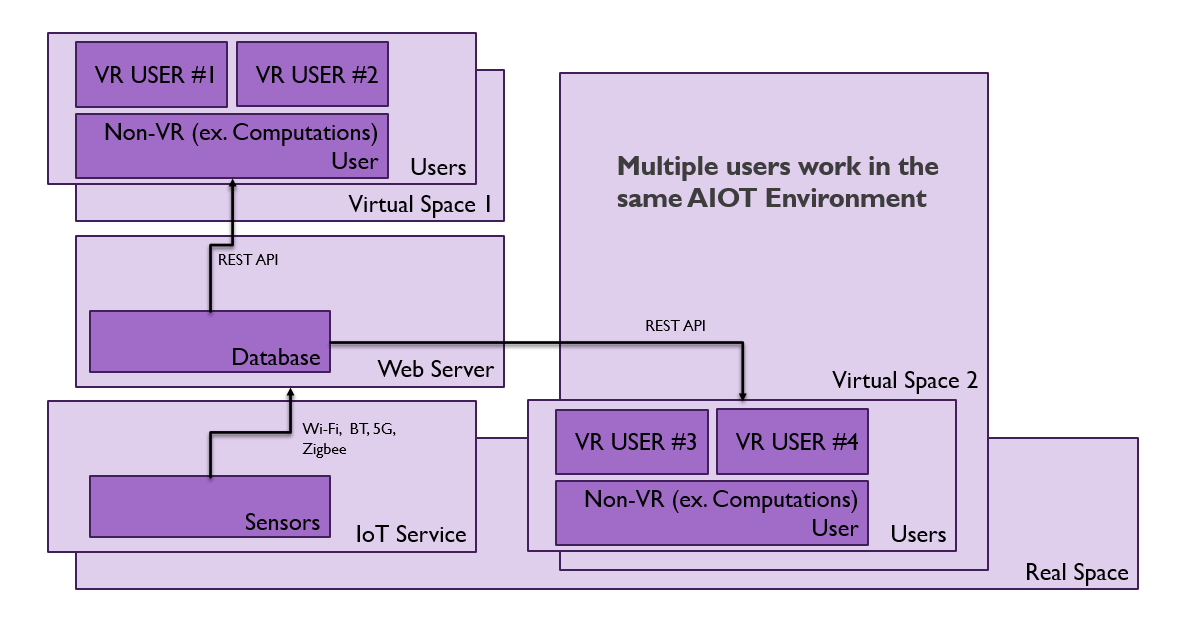 VR USER #1
VR USER #2
Non-VR (ex. Computations)
User
Users
Virtual Space 1
REST API
Database
Web Server
Wi-Fi, BT, 5G,
Zigbee
Sensors
IoT Service
Multiple users work in the
same AIOT Environment
REST API
Virtual Space 2
VR USER #3
VR USER #4
Non-VR (ex. Computations)
User
Users
Real Space